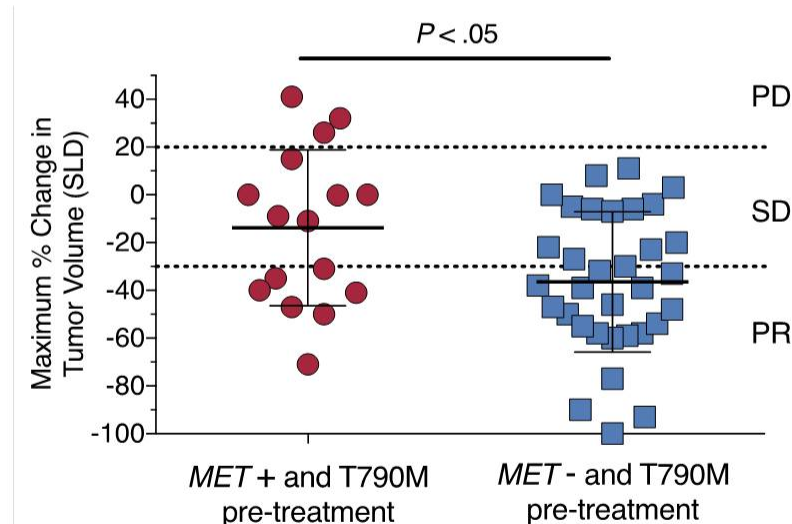 P < .05
Maximum % Change in
Tumor Volume (SLD)
40
20
0
-20
-40
-60
-80
-100
PD
SD
PR
MET + and T790M
pre-treatment
MET - and T790M
pre-treatment